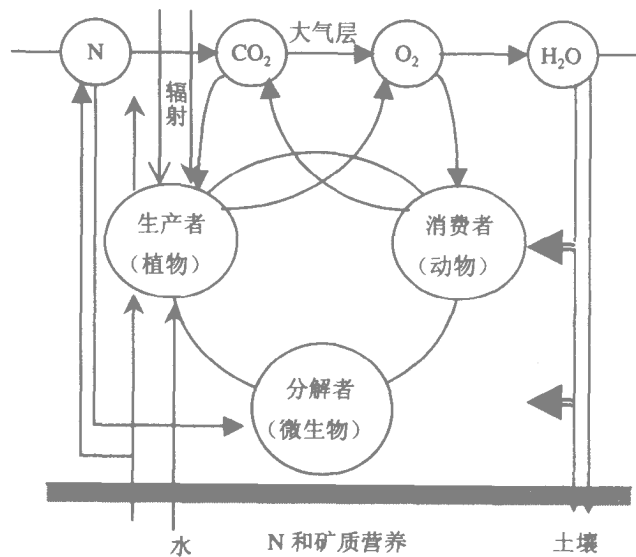 大气层
N
CO₂
O₂
H₂O
辐射
生产者
（植物）
消费者
（动物）
分解者
（微生物）
水
N和矿质营养
土壤